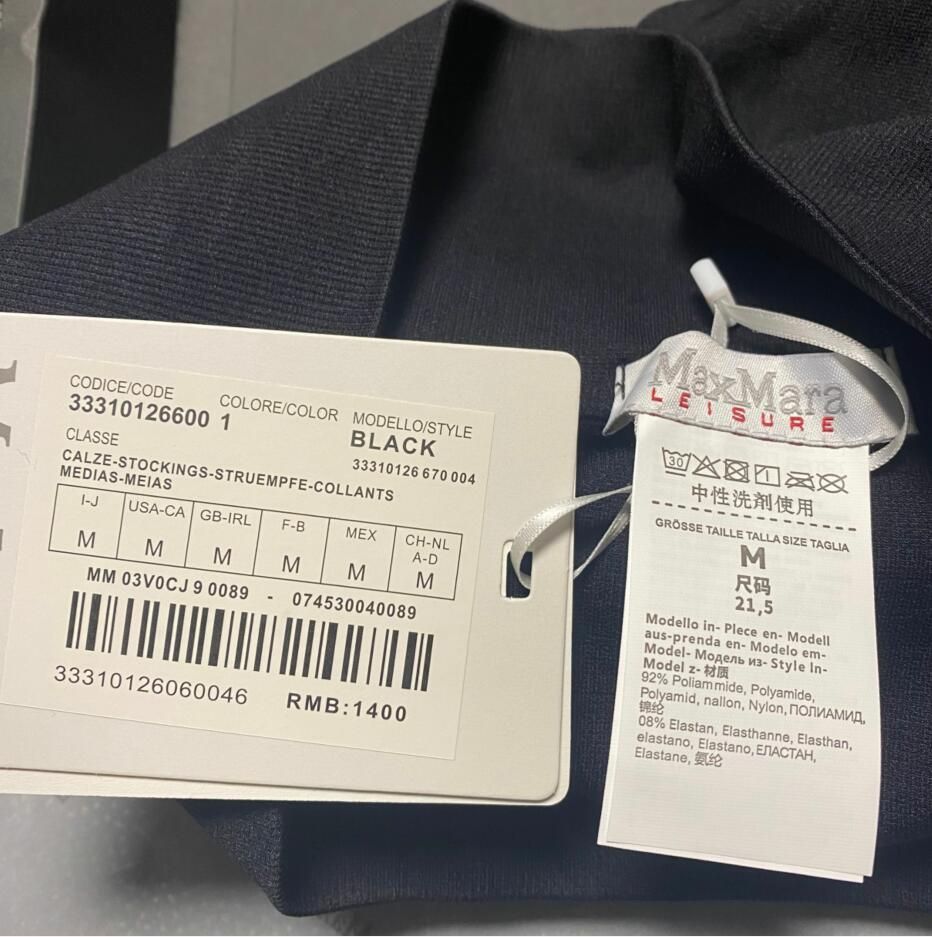 CODICE/CODE COLORE/COLOR MODELLO/STYLE
33310126600 1 BLACK
33310126 670 004
CLASSE
CALZE-STOCKINGS-STRUEMPFE-COLLANTS
MEDIAS-MEIAS
I-J USA-CA GB-IRL F-B MEX CH-NL A-D
M M M M M M
MM 03V0CJ 9 0089 - 074530040089
33310126060046 RMB:1400
MaxMara
LEISURE
30 1
中性洗剤使用
GRÖSSE TAILLE TALLA SIZE TAGLIA
M
尺码
21,5
Modello in- Plece en- Modell
aus-prenda en- Modelo em-
Model- Модель из- Style In-
Model z- 材质
92% Poliammide, Polyamide,
Polyamid, nallon, Nylon, ПОЛИАМИД,
锦纶
08% Elastan, Elasthanne, Elasthan,
elastano, Elastano, ЕЛАСТАН,
Elastane, 氨纶